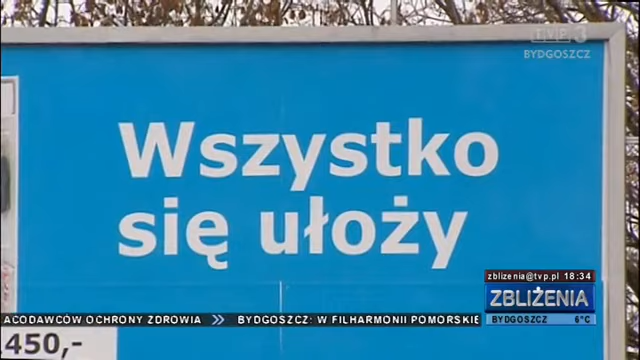 TVP 3
BYDGOSZCZ
Wszystko
się ułoży
zblizenia@tvp.pl 18:34
ZBLIŻENIA
BYDGOSZCZ 6°C
ACODAWCÓW OCHRONY ZDROWIA >> BYDGOSZCZ: W FILHARMONII POMORSKIE
450,-